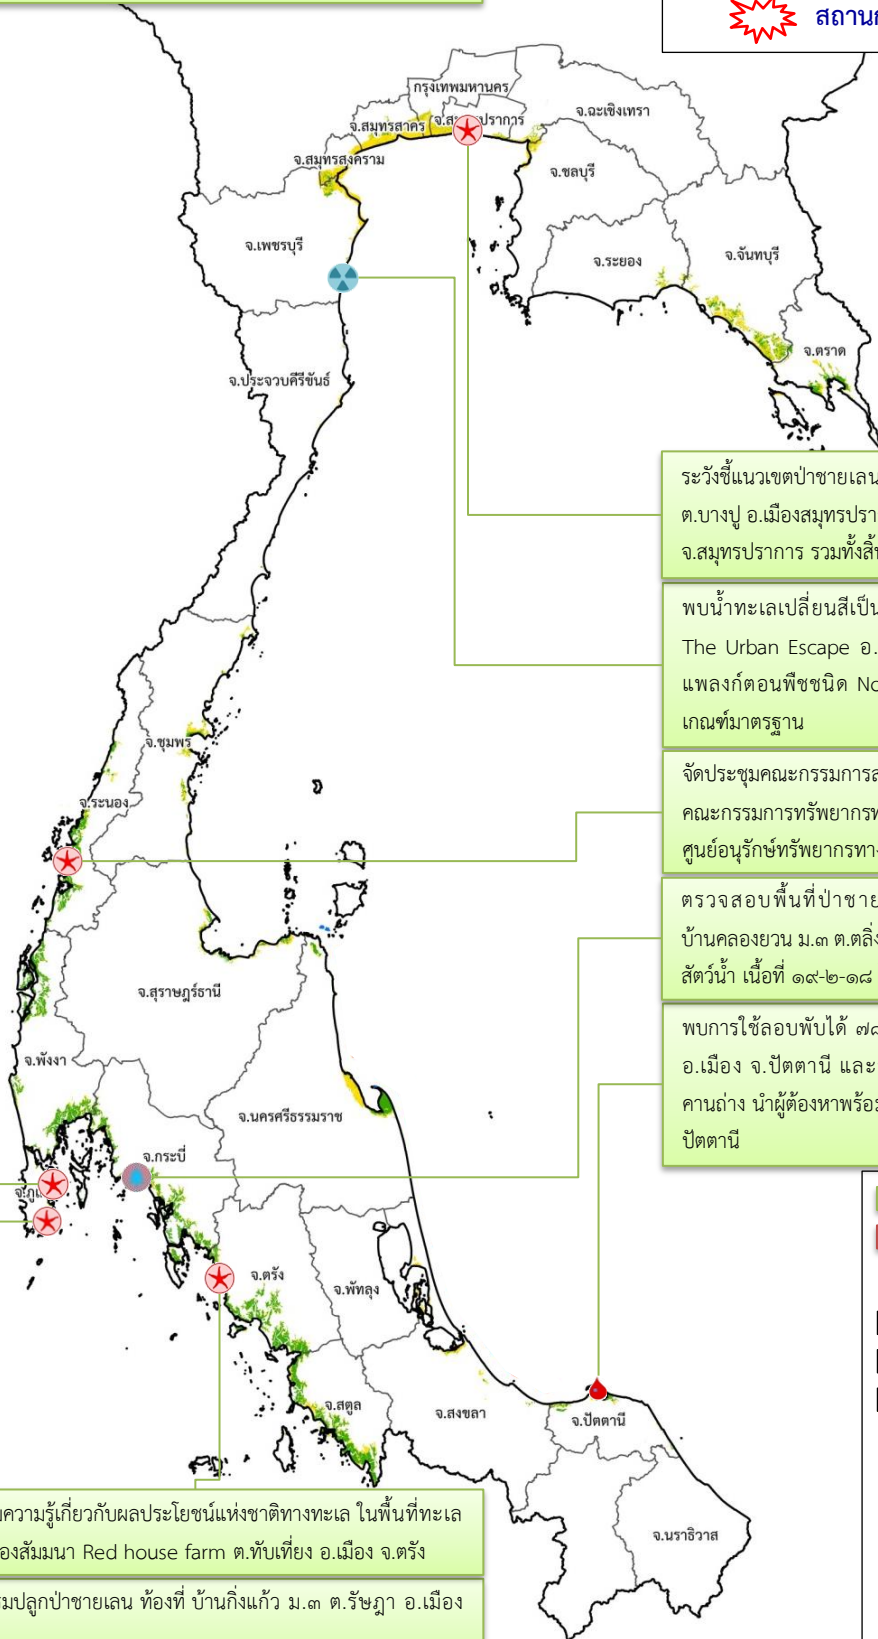 สถานก
กรุงเทพมหานคร
จ.ฉะเชิงเทรา
จ.สมุทรสาคร
จ.สมุทรปราการ
จ.สมุทรสงคราม
จ.ชลบุรี
จ.เพชรบุรี
จ.ระยอง
จ.จันทบุรี
จ.ตราด
จ.ประจวบคีรีขันธ์
ระวังชี้แนวเขตป่าชายเลน
ต.บางปู อ.เมืองสมุทรปรา
จ.สมุทรปราการ รวมทั้งสิ้
พบน้ำทะเลเปลี่ยนสีเป็น
The Urban Escape อ.
แพลงก์ตอนพืชชนิด No
เกณฑ์มาตรฐาน
จ.ชุมพร
จ.ระนอง
จัดประชุมคณะกรรมการส
คณะกรรมการทรัพยากรท
ศูนย์อนุรักษ์ทรัพยากรทาง
ตรวจสอบพื้นที่ป่าชาย
บ้านคลองยวน ม.๓ ต.ตลิ่ง
สัตว์น้ำ เนื้อที่ ๑๙-๒-๑๘
จ.สุราษฎร์ธานี
พบการใช้ลอบพับได้ ๗๘
อ.เมือง จ.ปัตตานี และ
คานถ่าง นำผู้ต้องหาพร้อม
ปัตตานี
จ.พังงา
จ.นครศรีธรรมราช
จ.กระบี่
จ.ภูเ
จ.ตรัง
จ.พัทลุง
จ.สตูล
จ.สงขลา
จ.ปัตตานี
จ.นราธิวาส
ความรู้เกี่ยวกับผลประโยชน์แห่งชาติทางทะเล ในพื้นที่ทะเล
องสัมมนา Red house farm ต.ทับเที่ยง อ.เมือง จ.ตรัง
รมปลูกป่าชายเลน ท้องที่ บ้านกิ่งแก้ว ม.๓ ต.รัษฎา อ.เมือง